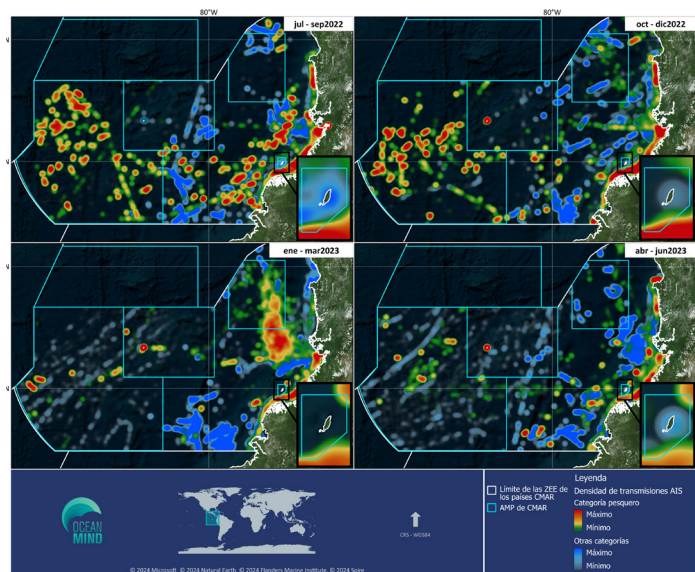 80°W
jul - sep2022
80°W
oct - dic2022
N
N
ene - mar2023
abr - jun2023
N
N
OCEAN
MIND
CRS - WGS84
© 2024 Microsoft, © 2024 Natural Earth, © 2024 Flanders Marine Institute, © 2024 Spire
Límite de las ZEE de
los países CMAR
AMP de CMAR
Leyenda
Densidad de transmisiones AIS
Categoría pesquero
Máximo
Mínimo
Otras categorías
Máximo
Mínimo